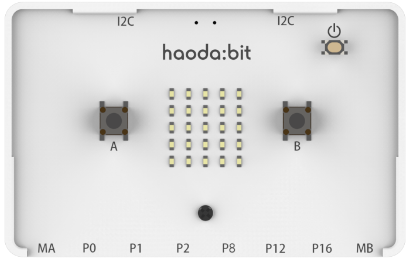 I2C I2C
haoda:bit
A B
MA P0 P1 P2 P8 P12 P16 MB